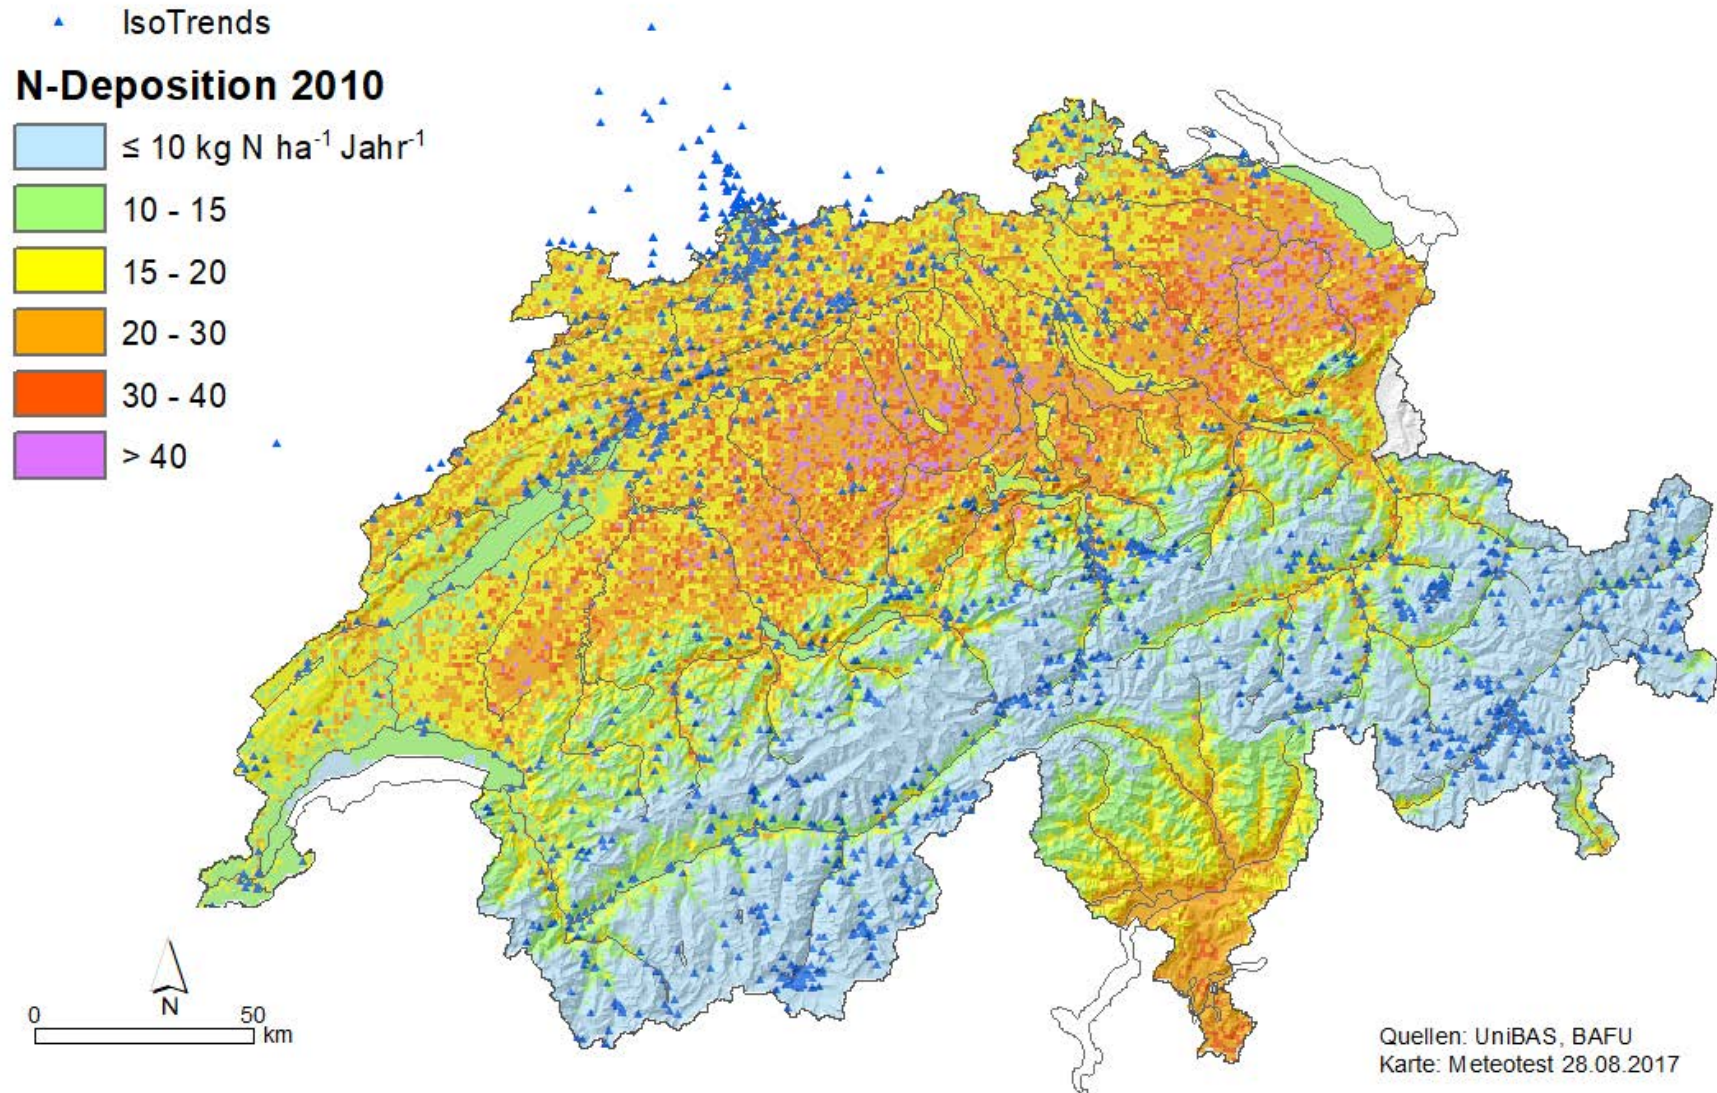 IsoTrends
N-Deposition 2010
≤ 10 kg N ha⁻¹ Jahr⁻¹
10 - 15
15 - 20
20 - 30
30 - 40
> 40
N
0 50
km
Quellen: UniBAS, BAFU
Karte: Meteotest 28.08.2017